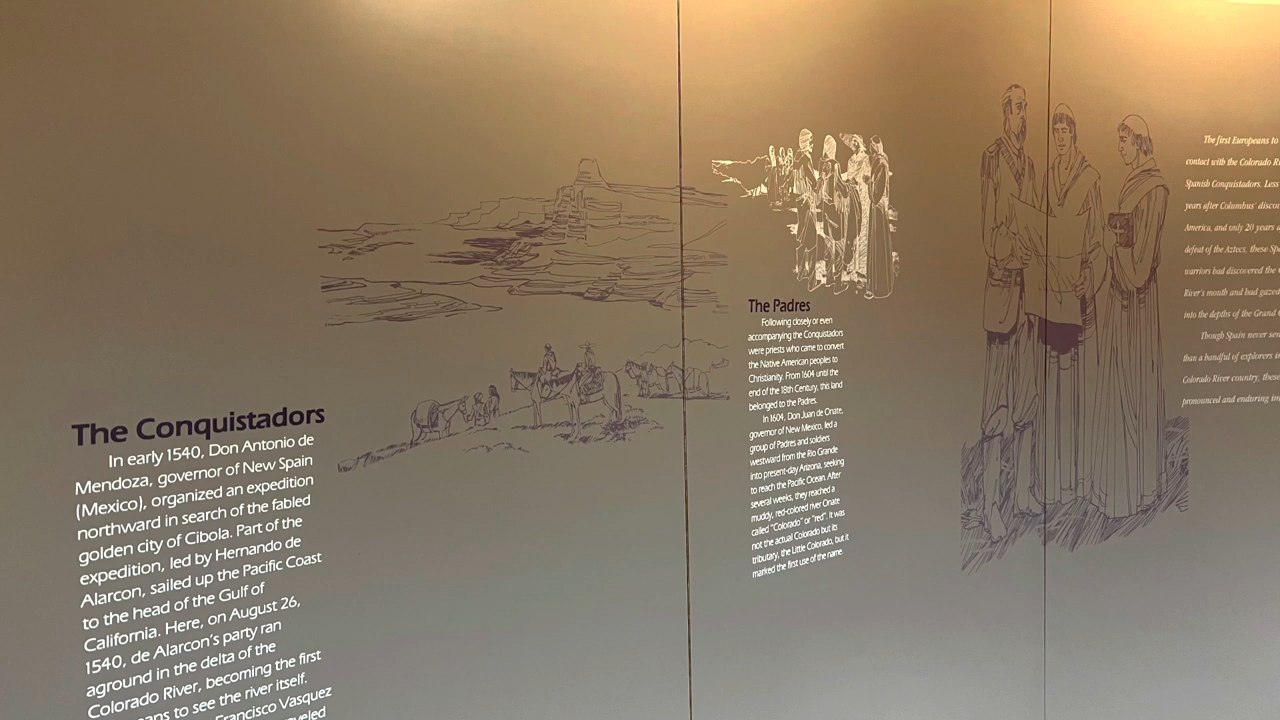 The Conquistadors
In early 1540, Don Antonio de
Mendoza, governor of New Spain
(Mexico), organized an expedition
northward in search of the fabled
golden city of Cibola. Part of the
expedition, led by Hernando de
Alarcon, sailed up the Pacific Coast
to the head of the Gulf of
California. Here, on August 26,
1540, de Alarcon's party ran
aground in the delta of the
Colorado River, becoming the first
to see the river itself.
Francisco Vasquez
The Padres
Following closely or even
accompanying the Conquistadors
were priests who came to convert
the Native American peoples to
Christianity. From 1604 until the
end of the 18th Century, this land
belonged to the Padres.
In 1604, Don Juan de Onate,
governor of New Mexico, led a
group of Padres and soldiers
westward from the Rio Grande
into present-day Arizona, seeking
to reach the Pacific Ocean. After
several weeks, they reached a
muddy, red-colored river Onate
called "Colorado" or "red". It was
not the actual Colorado but its
tributary, the Little Colorado, but it
marked the first use of the name.
The first Europeans to
contact with the Colorado
Spanish Conquistadors. Less
years after Columbus'
America, and only 20 years
defeat of the Aztecs, these
warriors had discovered the
River's mouth and had gazed
into the depths of the Grand
Though Spain never
than a handful of explorers
Colorado River country, these
pronounced and enduring